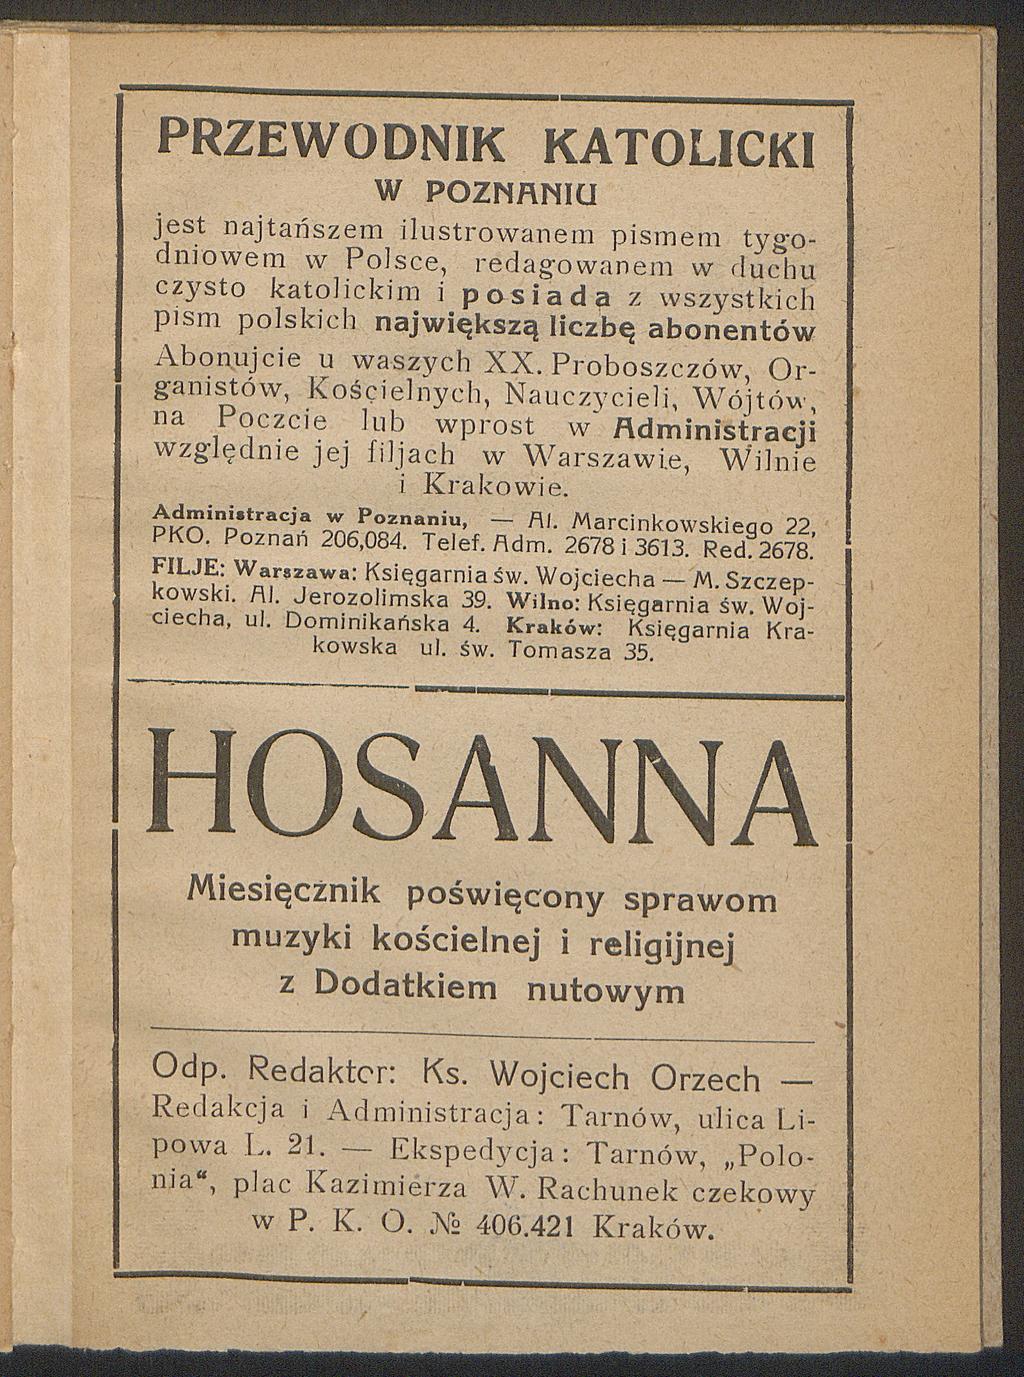 PRZEWODNIK KATOLICKI
W POZNANIU
jest najtańszem ilustrowanem pismem tygo-
dniowem w Polsce, redagowanem w duchu
czysto katolickim i posiada z wszystkich
pism polskich największą liczbę abonentów
Abonujcie u waszych XX. Proboszczów, Or-
ganistów, Kościelnych, Nauczycieli, Wójtów,
na Poczcie lub wprost w Administracji
względnie jej filjach w Warszawie, Wilnie
i Krakowie.
Administracja w Poznaniu, — Al. Marcinkowskiego 22,
PKO. Poznań 206,084. Telef. Adm. 2678 i 3613. Red. 2678.
FILJE: Warszawa: Księgarnia św. Wojciecha — M. Szczep-
kowski. Al. Jerozolimska 39. Wilno: Księgarnia św. Woj-
ciecha, ul. Dominikańska 4. Kraków: Księgarnia Kra-
kowska ul. św. Tomasza 35.
HOSANNA
Miesięcznik poświęcony sprawom
muzyki kościelnej i religijnej
z Dodatkiem nutowym
Odp. Redaktor: Ks. Wojciech Orzech —
Redakcja i Administracja: Tarnów, ulica Li-
powa L. 21. — Ekspedycja: Tarnów, „Polo-
nia“, plac Kazimierza W. Rachunek czekowy
w P. K. O. № 406.421 Kraków.